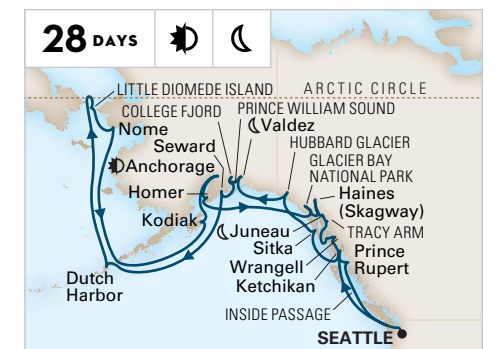 28 DAYS
LITTLE DIOMEDE ISLAND
ARCTIC CIRCLE
COLLEGE FJORD
PRINCE WILLIAM SOUND
Nome
Valdez
Seward
HUBBARD GLACIER
Anchorage
GLACIER BAY
NATIONAL PARK
Homer
Haines
(Skagway)
Kodiak
Juneau
TRACY ARM
Sitka
Prince
Rupert
Wrangell
Dutch
Harbor
Ketchikan
INSIDE PASSAGE
SEATTLE